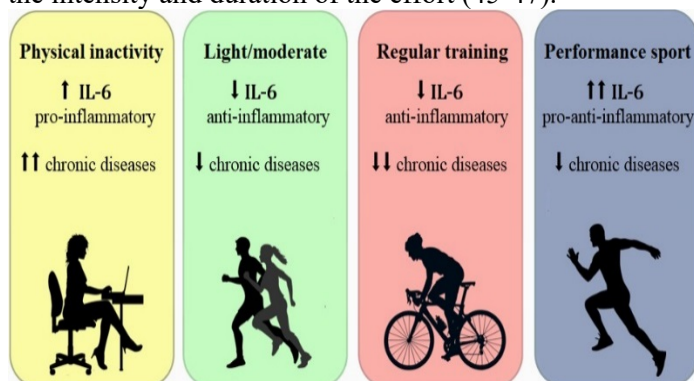 the intensity and duration of the effort (45-47).
Physical inactivity
↑ IL-6
pro-inflammatory
↑↑ chronic diseases
Light/moderate
↓ IL-6
anti-inflammatory
↓ chronic diseases
Regular training
↓ IL-6
anti-inflammatory
↓↓ chronic diseases
Performance sport
↑↑ IL-6
pro-anti-inflammatory
↓ chronic diseases